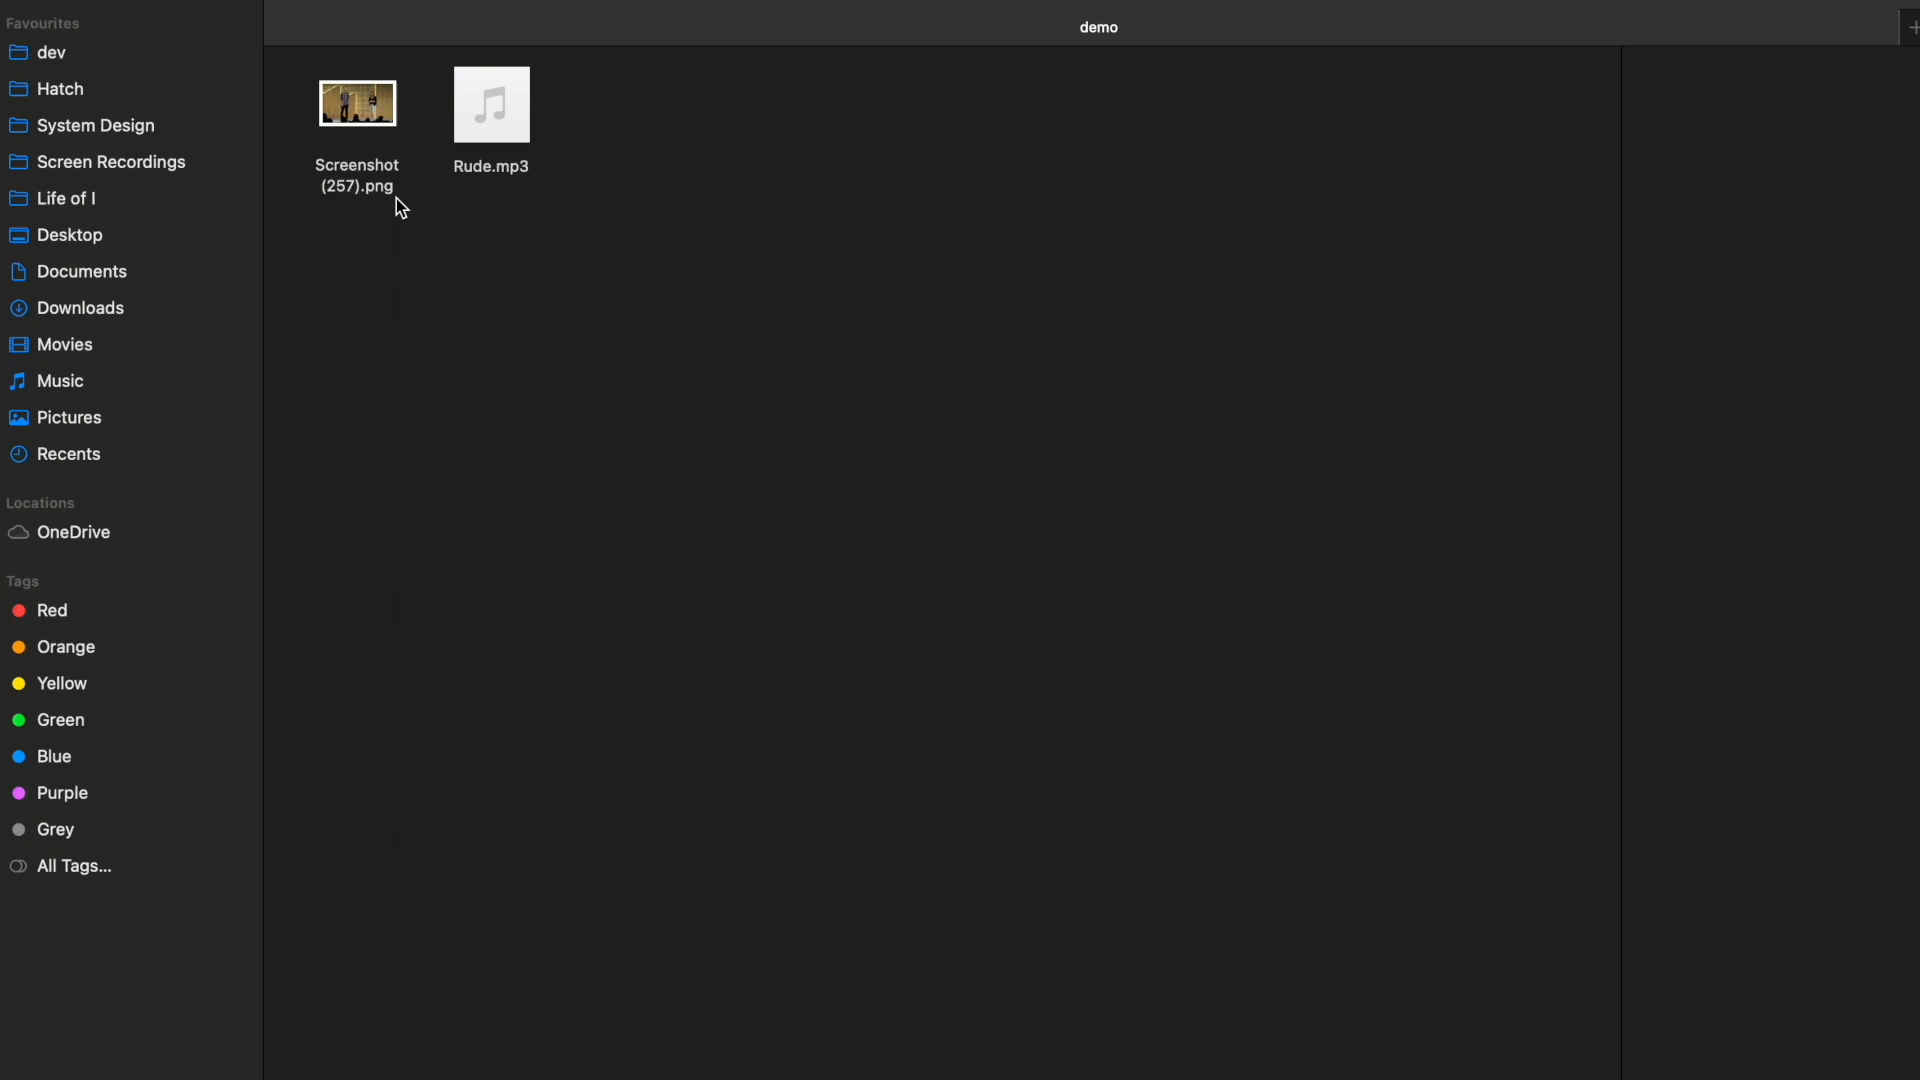 Favourites
dev
Hatch
System Design
Screen Recordings
Life of I
Desktop
Documents
Downloads
Movies
Music
Pictures
Recents
Locations
OneDrive
Tags
Red
Orange
Yellow
Green
Blue
Purple
Grey
All Tags...
demo
Screenshot
(257).png
Rude.mp3